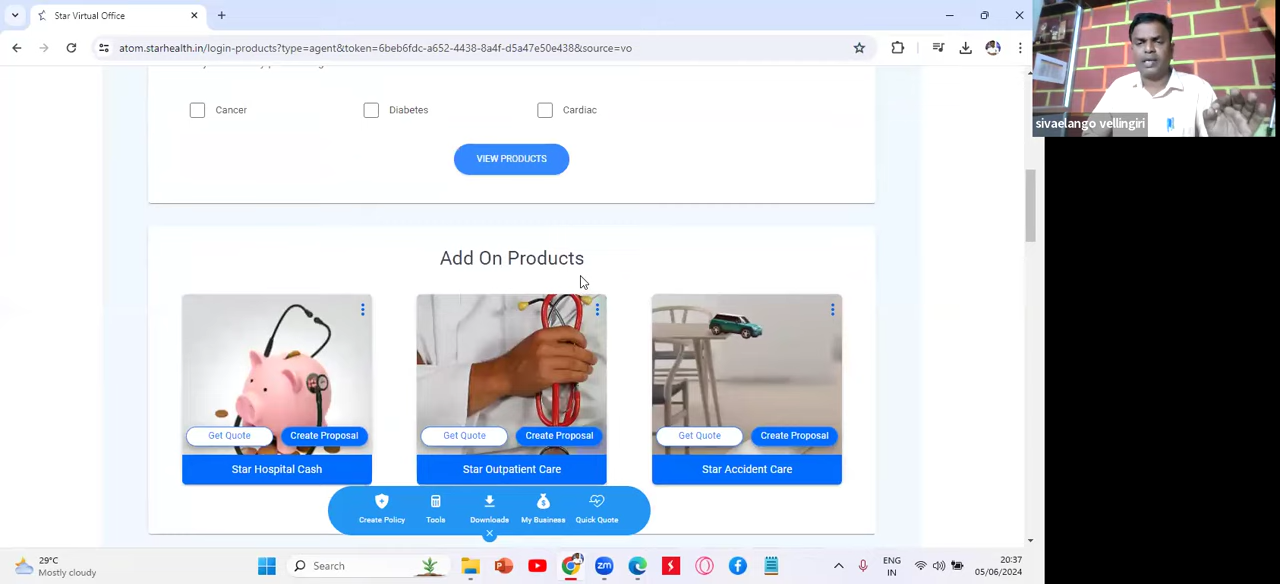 Star Virtual Office
atom.starhealth.in/login-products?type=agent&token=6beb6fdc-a652-4438-8a4f-d5a47e50e438&source=vo
sivaelango vellingiri
Cancer
Diabetes
Cardiac
VIEW PRODUCTS
Add On Products
Get Quote
Create Proposal
Get Quote
Create Proposal
Get Quote
Create Proposal
Star Hospital Cash
Star Outpatient Care
Star Accident Care
Create Policy
Tools
Downloads
My Business
Quick Quote
29°C
Mostly cloudy
Search
ENG
IN
20:37
05/06/2024